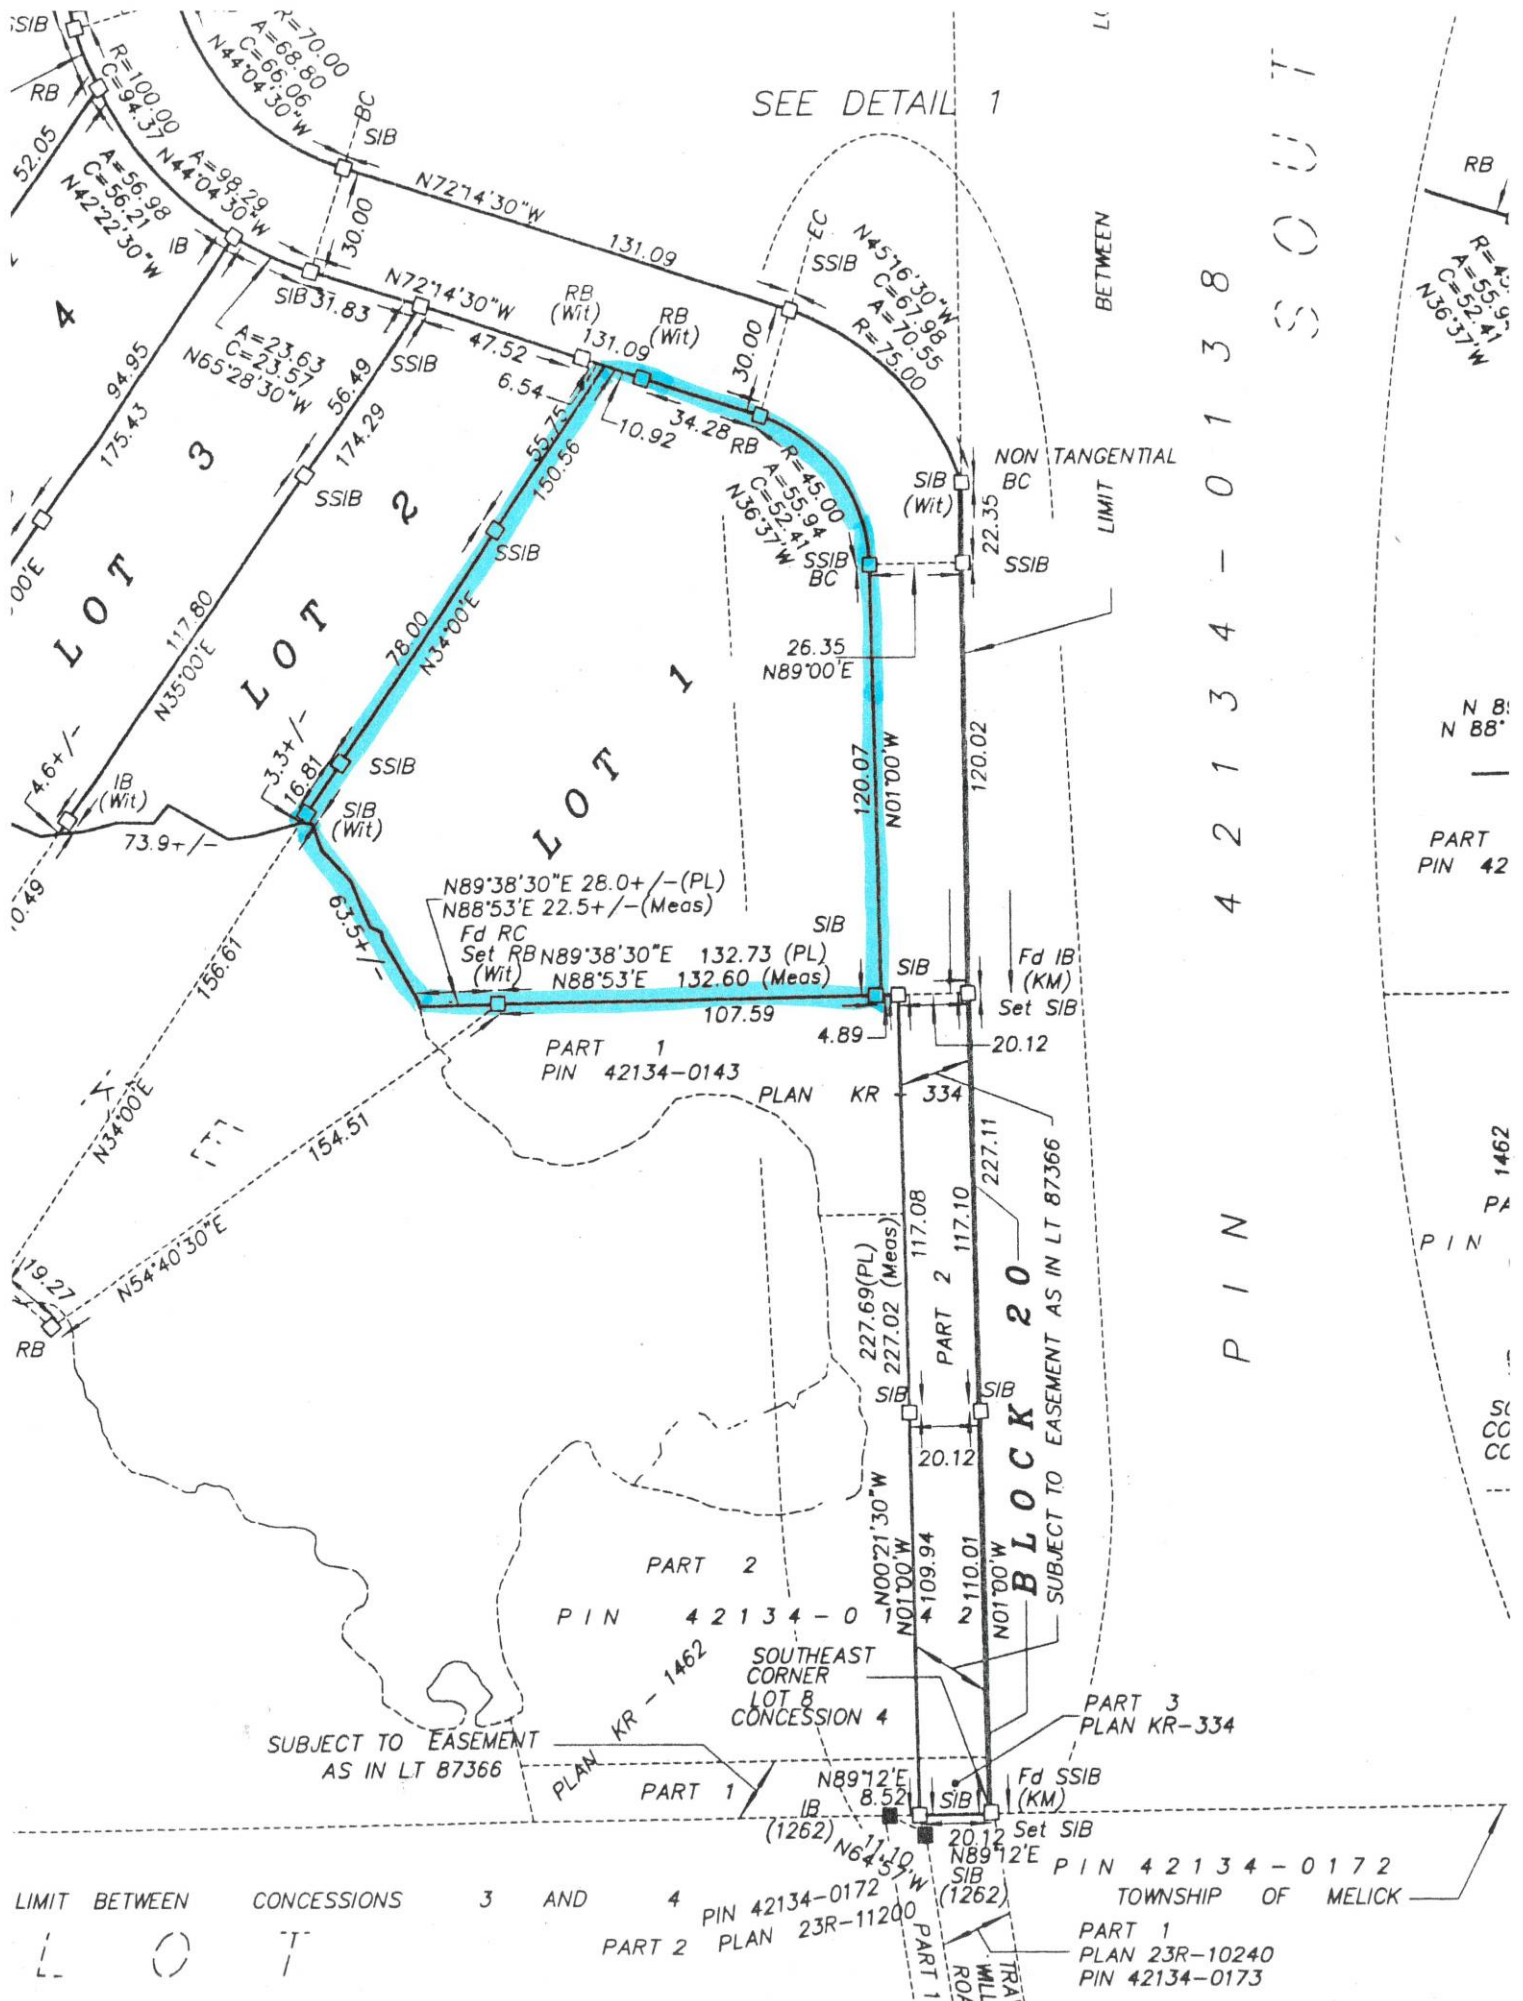 SSIB
RB
R=100.00
C=94.37
A=98.29
N44°04'30"W
A=56.98
C=56.21
N42°22'30"W
52.05
R=70.00
A=68.80
C=66.06
N44°04'30"W
BC
SIB
SEE DETAIL 1
N72°14'30"W
131.09
30.00
IB
SIB
31.83
N72°14'30"W
A=23.63
C=23.57
N65°28'30"W
47.52
SSIB
RB
(Wit)
131.09
RB
(Wit)
6.54
10.92
34.28
RB
30.00
EC
SSIB
N45°16'30"W
C=67.98
A=70.55
R=75.00
R=45.00
A=55.94
C=52.41
N36°37'W
SSIB
BC
NON TANGENTIAL
BC
SIB
(Wit)
22.35
SSIB
LIMIT
BETWEEN
26.35
N89°00'E
4
94.95
175.43
LOT 3
56.49
174.29
SSIB
117.80
N35°00'E
LOT 2
55.75
150.56
SSIB
78.00
N34°00'E
SSIB
3.3+/-
16.81
SIB
(Wit)
4.6+/-
IB
(Wit)
73.9+/-
LOT 1
120.07
N01°00'W
120.02
63.5+/-
N89°38'30"E 28.0+/-(PL)
N88°53'E 22.5+/-(Meas)
Fd RC
Set RB
(Wit)
N89°38'30"E 132.73 (PL)
N88°53'E 132.60 (Meas)
SIB
SIB
Fd IB
(KM)
Set SIB
107.59
4.89
20.12
PART 1
PIN 42134-0143
PLAN KR - 334
156.61
N34°00'E
154.51
N54°40'30"E
19.27
RB
K
E
227.11
117.08
117.10
227.69(PL)
227.02 (Meas)
PART 2
SIB
SIB
20.12
BLOCK 20
SUBJECT TO EASEMENT AS IN LT 87366
N00°21'30"W
N01°00'W
109.94
110.01
N01°00'W
PART 2
PIN 42134-0142
SOUTHEAST
CORNER
LOT 8
CONCESSION 4
PLAN KR - 1462
SUBJECT TO EASEMENT
AS IN LT 87366
PART 1
PART 3
PLAN KR-334
N89°12'E
8.52
IB
(1262)
SIB
Fd SSIB
(KM)
Set SIB
11.10
N64°57'W
20.12
N89°12'E
SIB
(1262)
PIN 42134-0172
TOWNSHIP OF MELICK
LIMIT BETWEEN CONCESSIONS 3 AND 4
PIN 42134-0172
PART 2 PLAN 23R-11200
LOT
PART 1
PART 1
PLAN 23R-10240
PIN 42134-0173
PIN 42134-0138
SOUT
RB
A=55.9
C=52.41
N36°37'W
N 88°
PART
PIN 42
1462
PIN